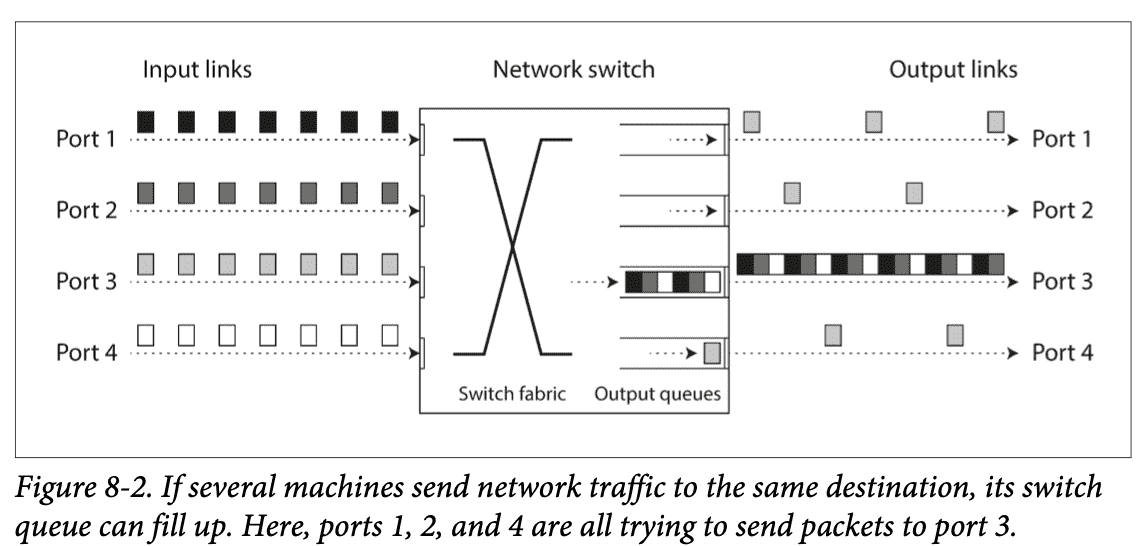 Input links
Network switch
Output links
Port 1
Port 1
Port 2
Port 2
Port 3
Port 3
Port 4
Port 4
Switch fabric
Output queues
Figure 8-2. If several machines send network traffic to the same destination, its switch
queue can fill up. Here, ports 1, 2, and 4 are all trying to send packets to port 3.